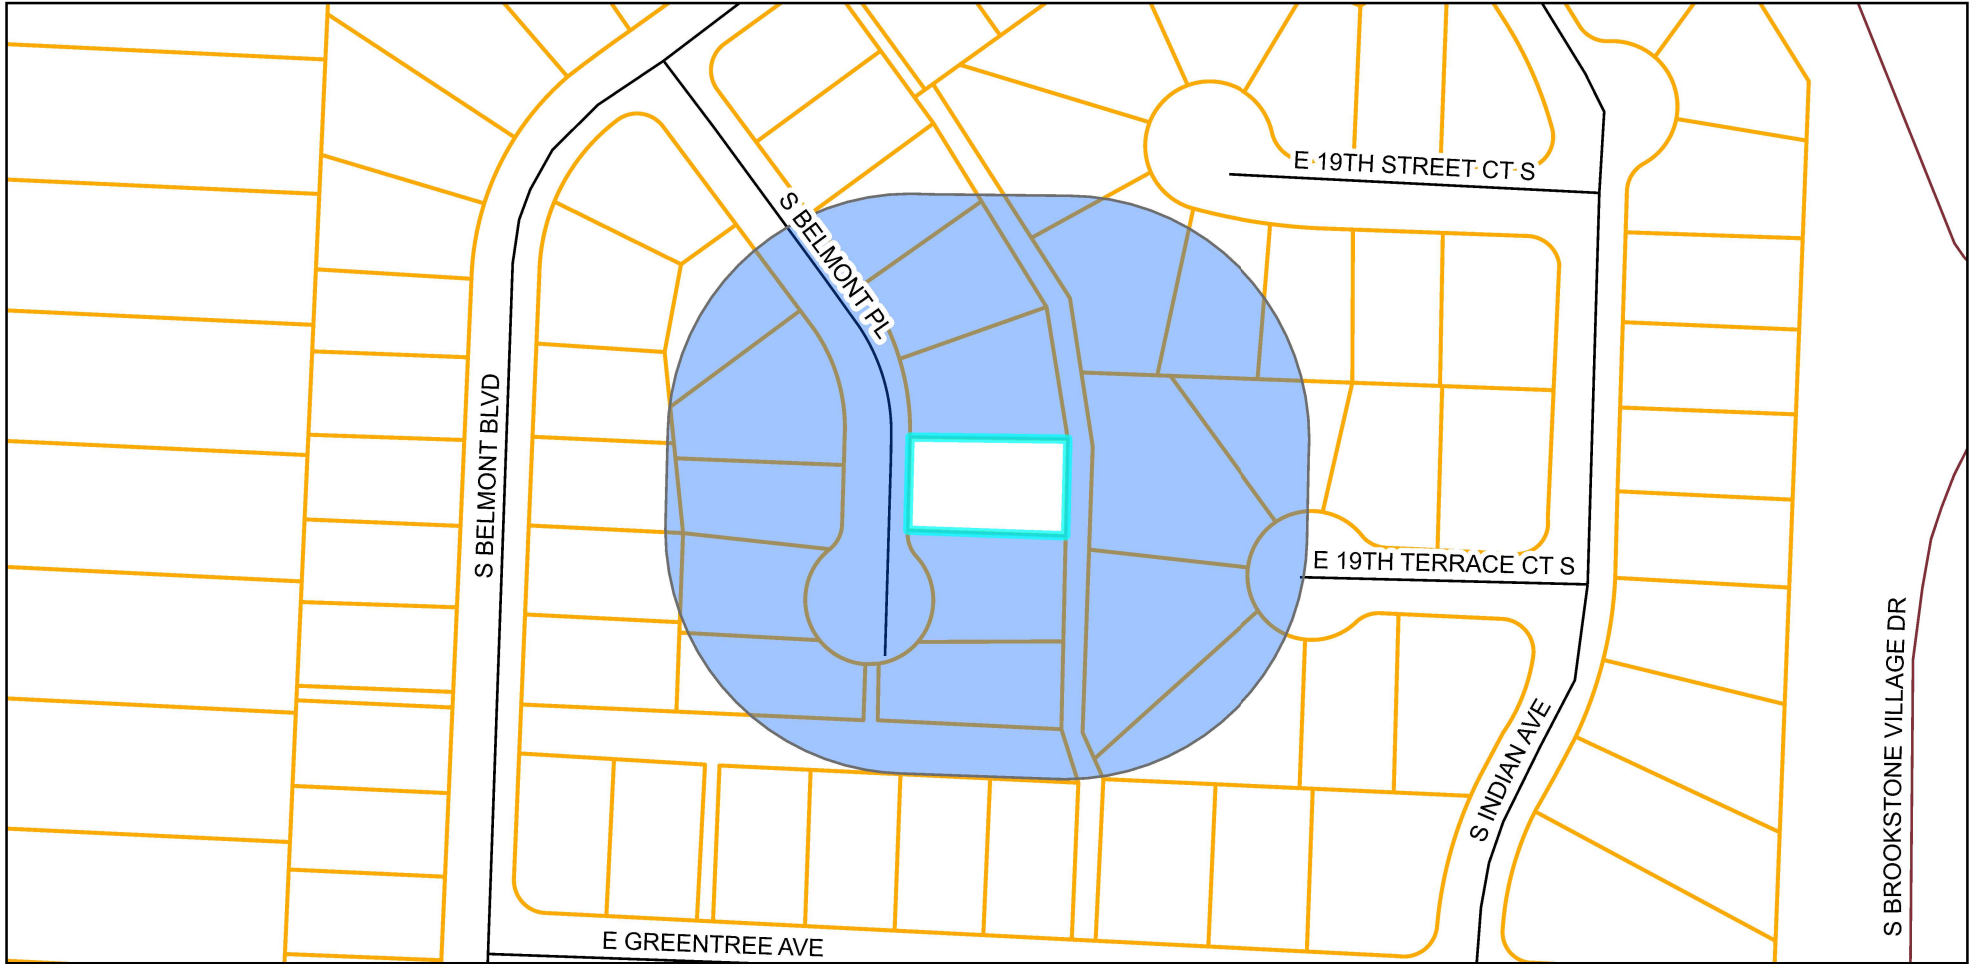 E 19TH STREET CT S
S BELMONT PL
S BELMONT BLVD
E 19TH TERRACE CT S
S INDIAN AVE
S BROOKSTONE VILLAGE DR
E GREENTREE AVE